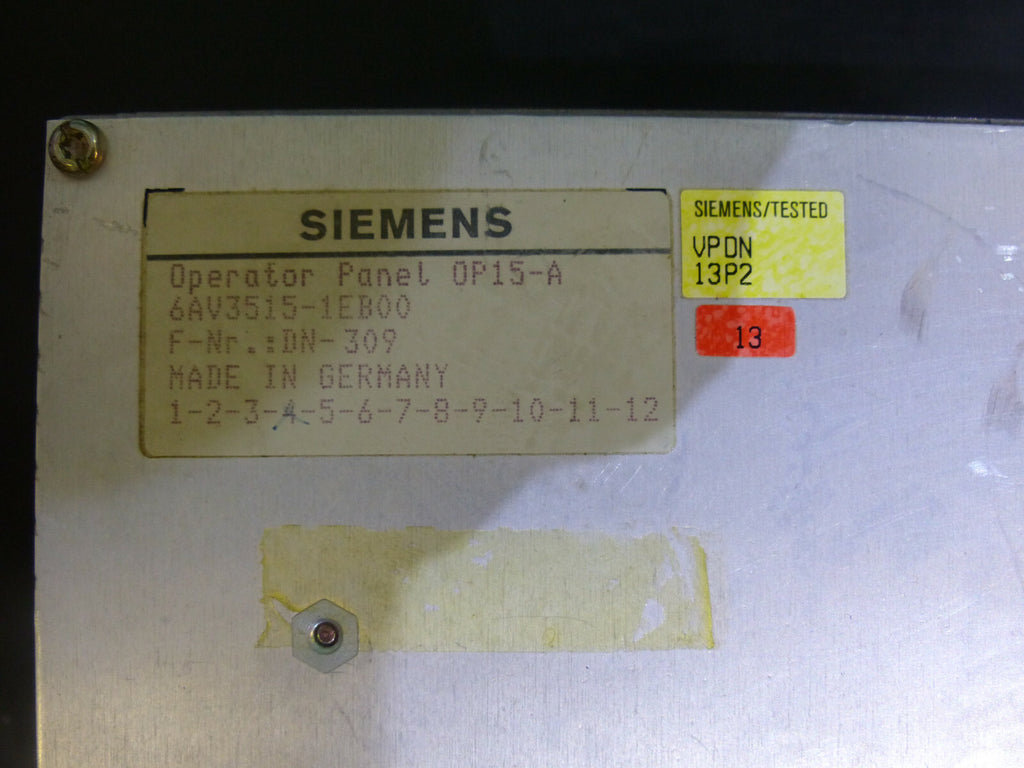 SIEMENS
Operator Panel OP15-A
6AV3515-1EB00
F-Nr.:DN-309
MADE IN GERMANY
1-2-3-4-5-6-7-8-9-10-11-12
SIEMENS/TESTED
VPDN
13P2
13